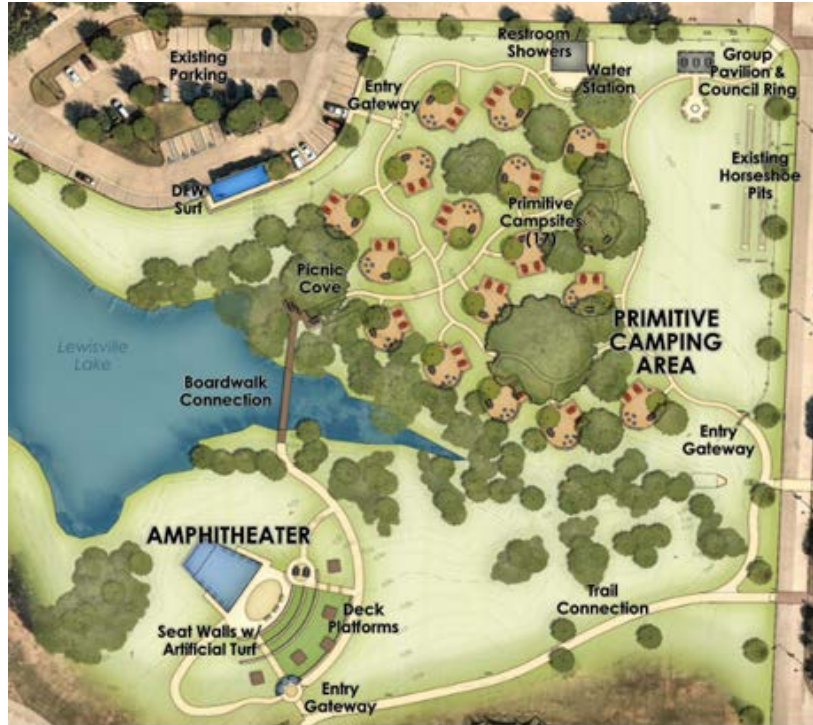 Existing
Parking
Restroom /
Showers
Water
Station
Group
Pavilion &
Council Ring
Entry
Gateway
Existing
Horseshoe
Pits
DFW
Surf
Primitive
Campsites
(17)
Picnic
Cove
PRIMITIVE
CAMPING
AREA
Lewisville
Lake
Boardwalk
Connection
Entry
Gateway
AMPHITHEATER
Trail
Connection
Deck
Platforms
Seat Walls w/
Artificial Turf
Entry
Gateway